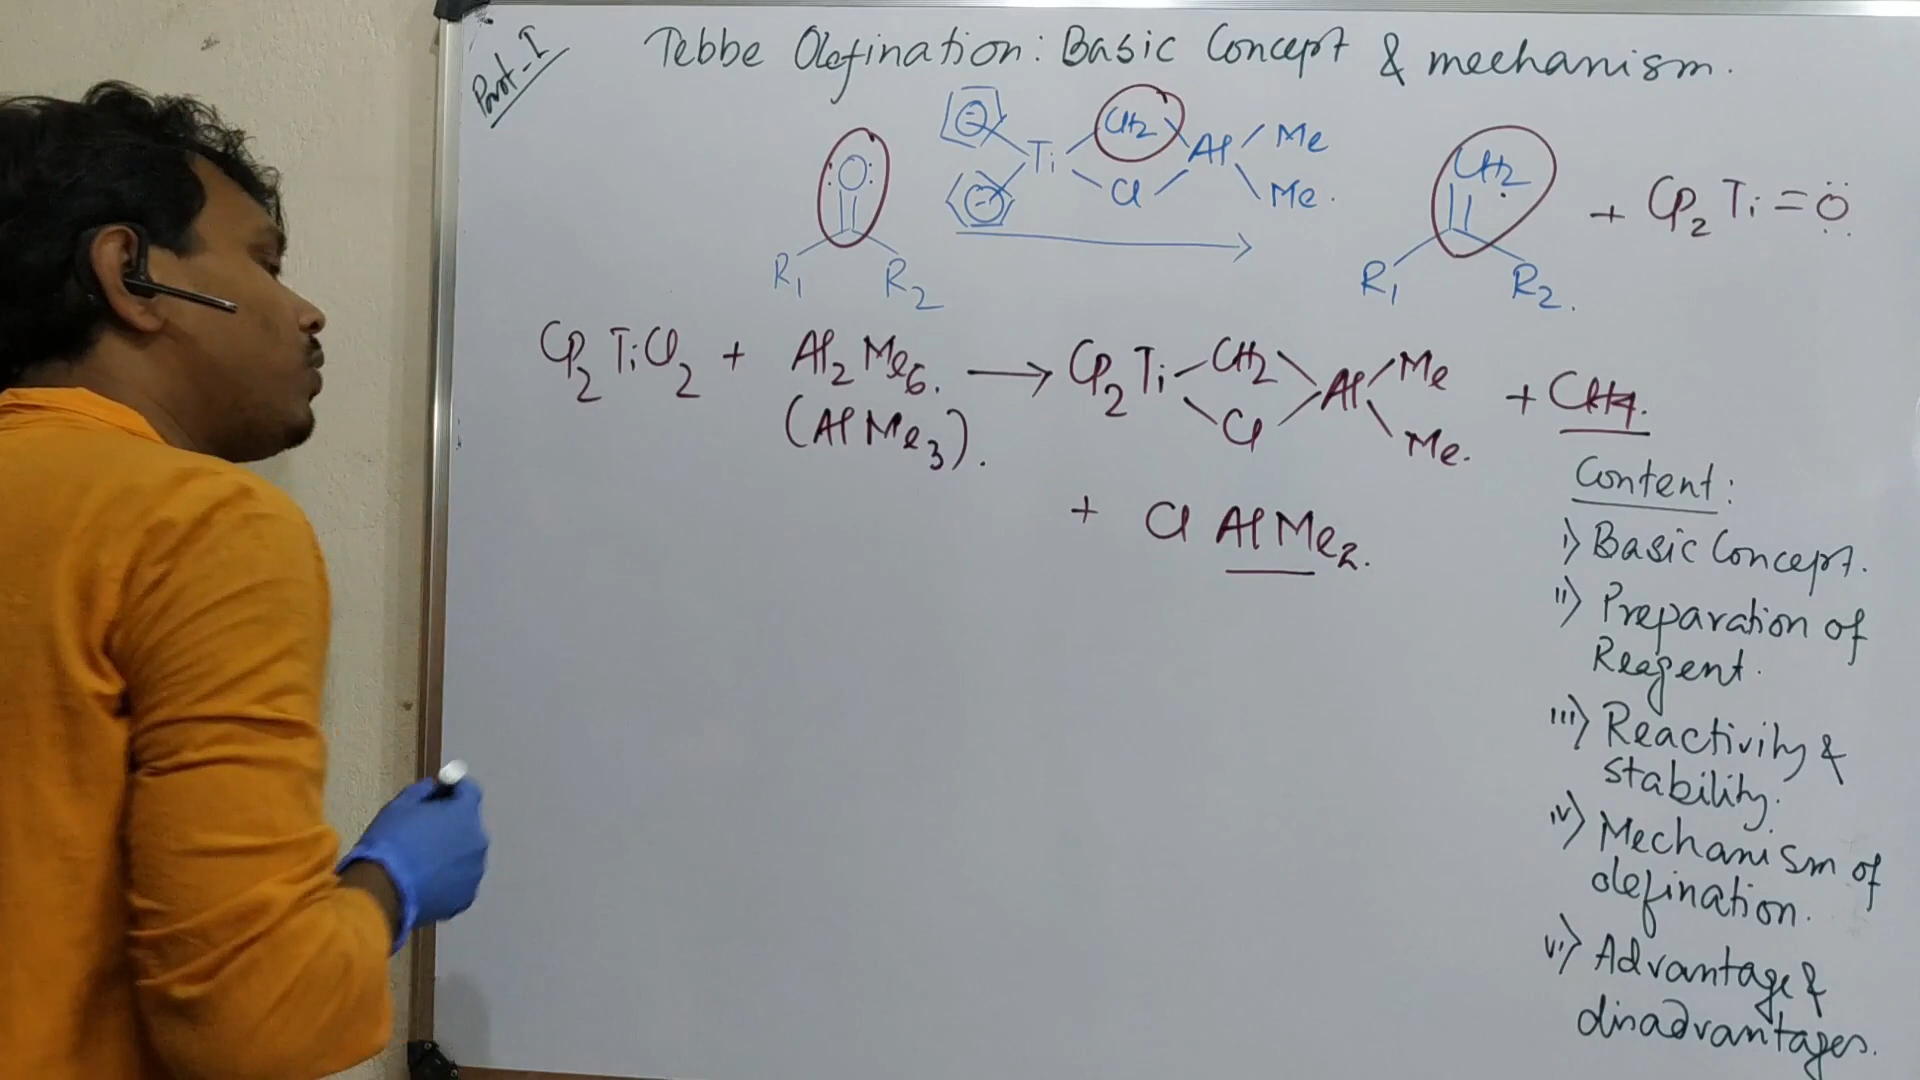 Part-I
Tebbe Olefination: Basic Concept & mechanism.
:O: R1 R2
Ti CH2 Cl Al Me Me.
CH2 R1 R2.
+ Cp2Ti=O
Cp2TiCl2 + Al2Me6. → Cp2Ti CH2 Cl Al Me Me. + CH4.
(AlMe3).
+ ClAlMe2.
Content:
i) Basic Concept.
ii) Preparation of
Reagent.
iii) Reactivity &
stability.
iv) Mechanism of
olefination.
vi) Advantage &
disadvantages.